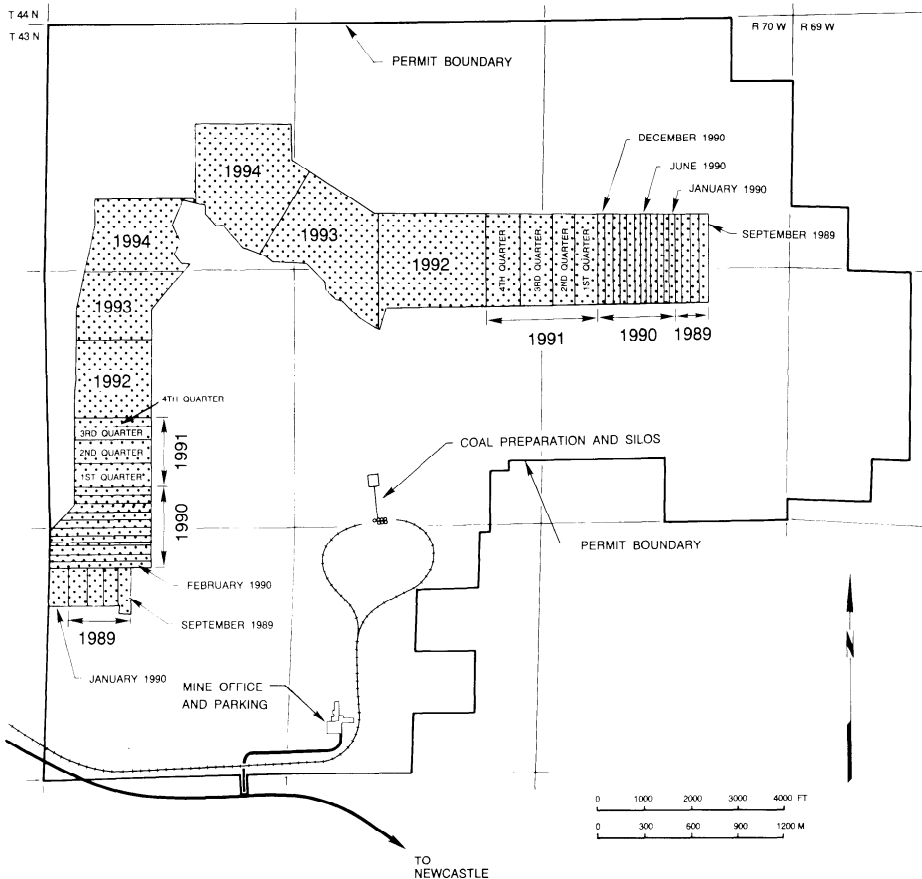 T 44 N
T 43 N
R 70 W
R 69 W
PERMIT BOUNDARY
DECEMBER 1990
JUNE 1990
JANUARY 1990
SEPTEMBER 1989
1994
1993
1992
4TH QUARTER
3RD QUARTER
2ND QUARTER
1ST QUARTER
1991
1990
1989
1994
1993
1992
4TH QUARTER
3RD QUARTER
2ND QUARTER
1ST QUARTER
1991
1990
FEBRUARY 1990
SEPTEMBER 1989
1989
JANUARY 1990
COAL PREPARATION AND SILOS
PERMIT BOUNDARY
MINE OFFICE
AND PARKING
N
0 1000 2000 3000 4000 FT
0 300 600 900 1200 M
TO
NEWCASTLE